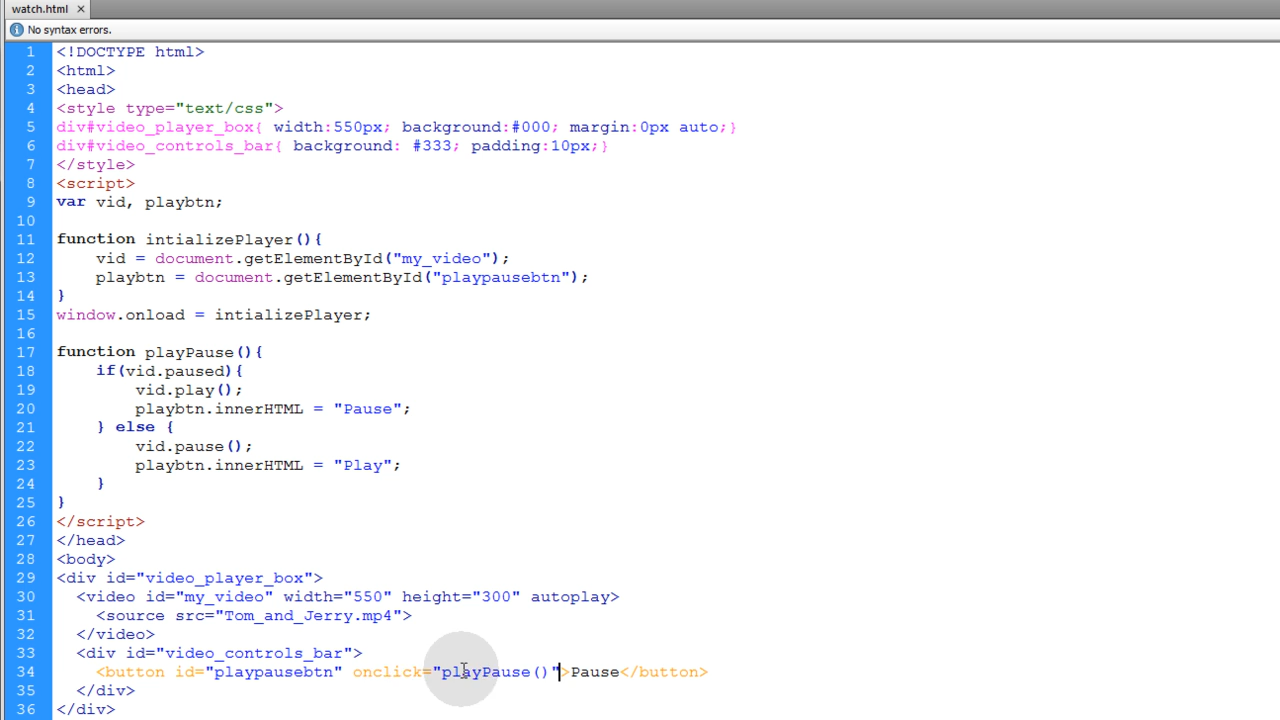 watch.html ×
No syntax errors.
1 <!DOCTYPE html>
2 <html>
3 <head>
4 <style type="text/css">
5 div#video_player_box{ width:550px; background:#000; margin:0px auto;}
6 div#video_controls_bar{ background: #333; padding:10px;}
7 </style>
8 <script>
9 var vid, playbtn;
10
11 function intializePlayer(){
12     vid = document.getElementById("my_video");
13     playbtn = document.getElementById("playpausebtn");
14 }
15 window.onload = intializePlayer;
16
17 function playPause(){
18     if(vid.paused){
19         vid.play();
20         playbtn.innerHTML = "Pause";
21     } else {
22         vid.pause();
23         playbtn.innerHTML = "Play";
24     }
25 }
26 </script>
27 </head>
28 <body>
29 <div id="video_player_box">
30   <video id="my_video" width="550" height="300" autoplay>
31     <source src="Tom_and_Jerry.mp4">
32   </video>
33   <div id="video_controls_bar">
34     <button id="playpausebtn" onclick="playPause()">Pause</button>
35   </div>
36 </div>